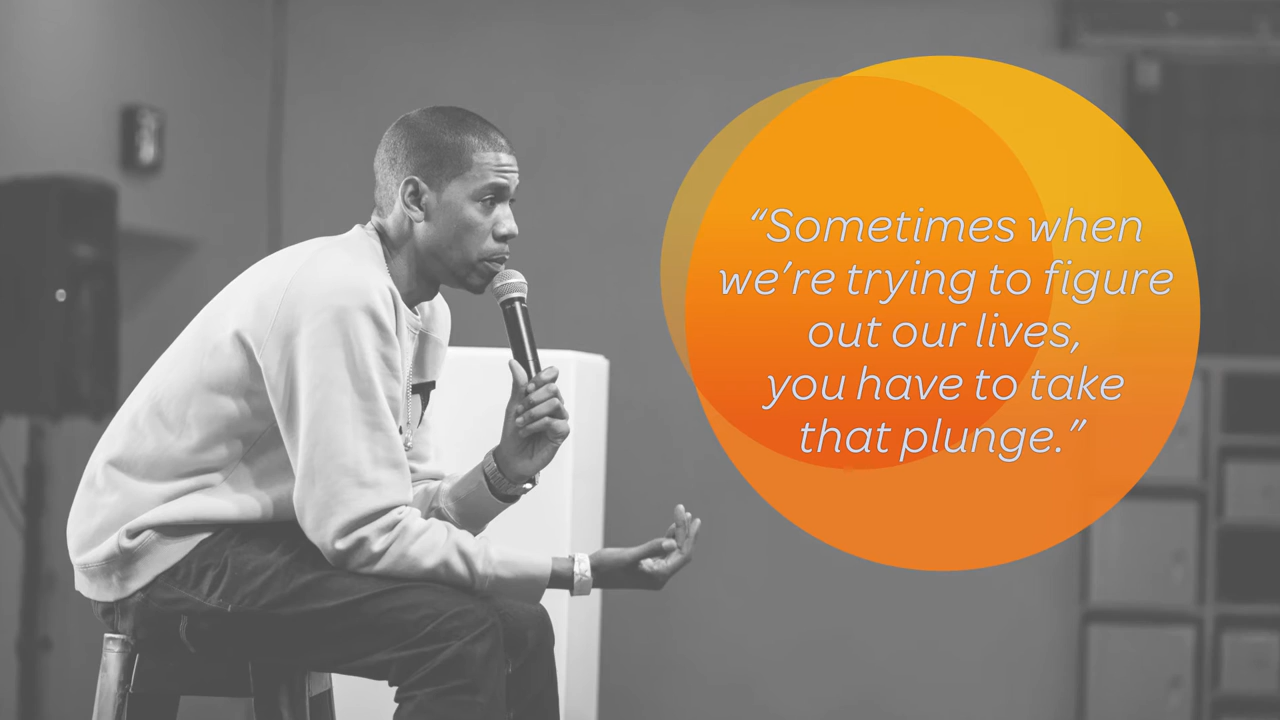 “Sometimes when
we’re trying to figure
out our lives,
you have to take
that plunge.”